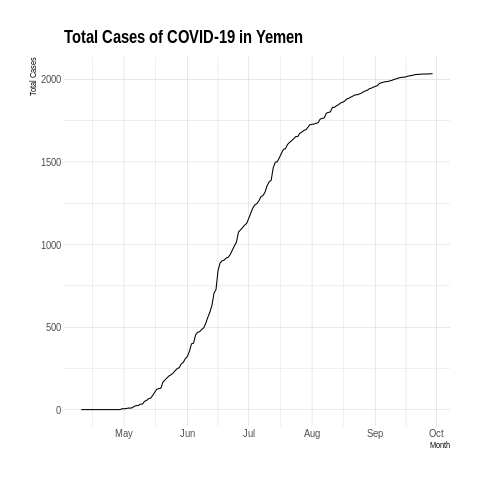 Total Cases of COVID-19 in Yemen
Total Cases
2000
1500
1000
500
0
May Jun Jul Aug Sep Oct
Month